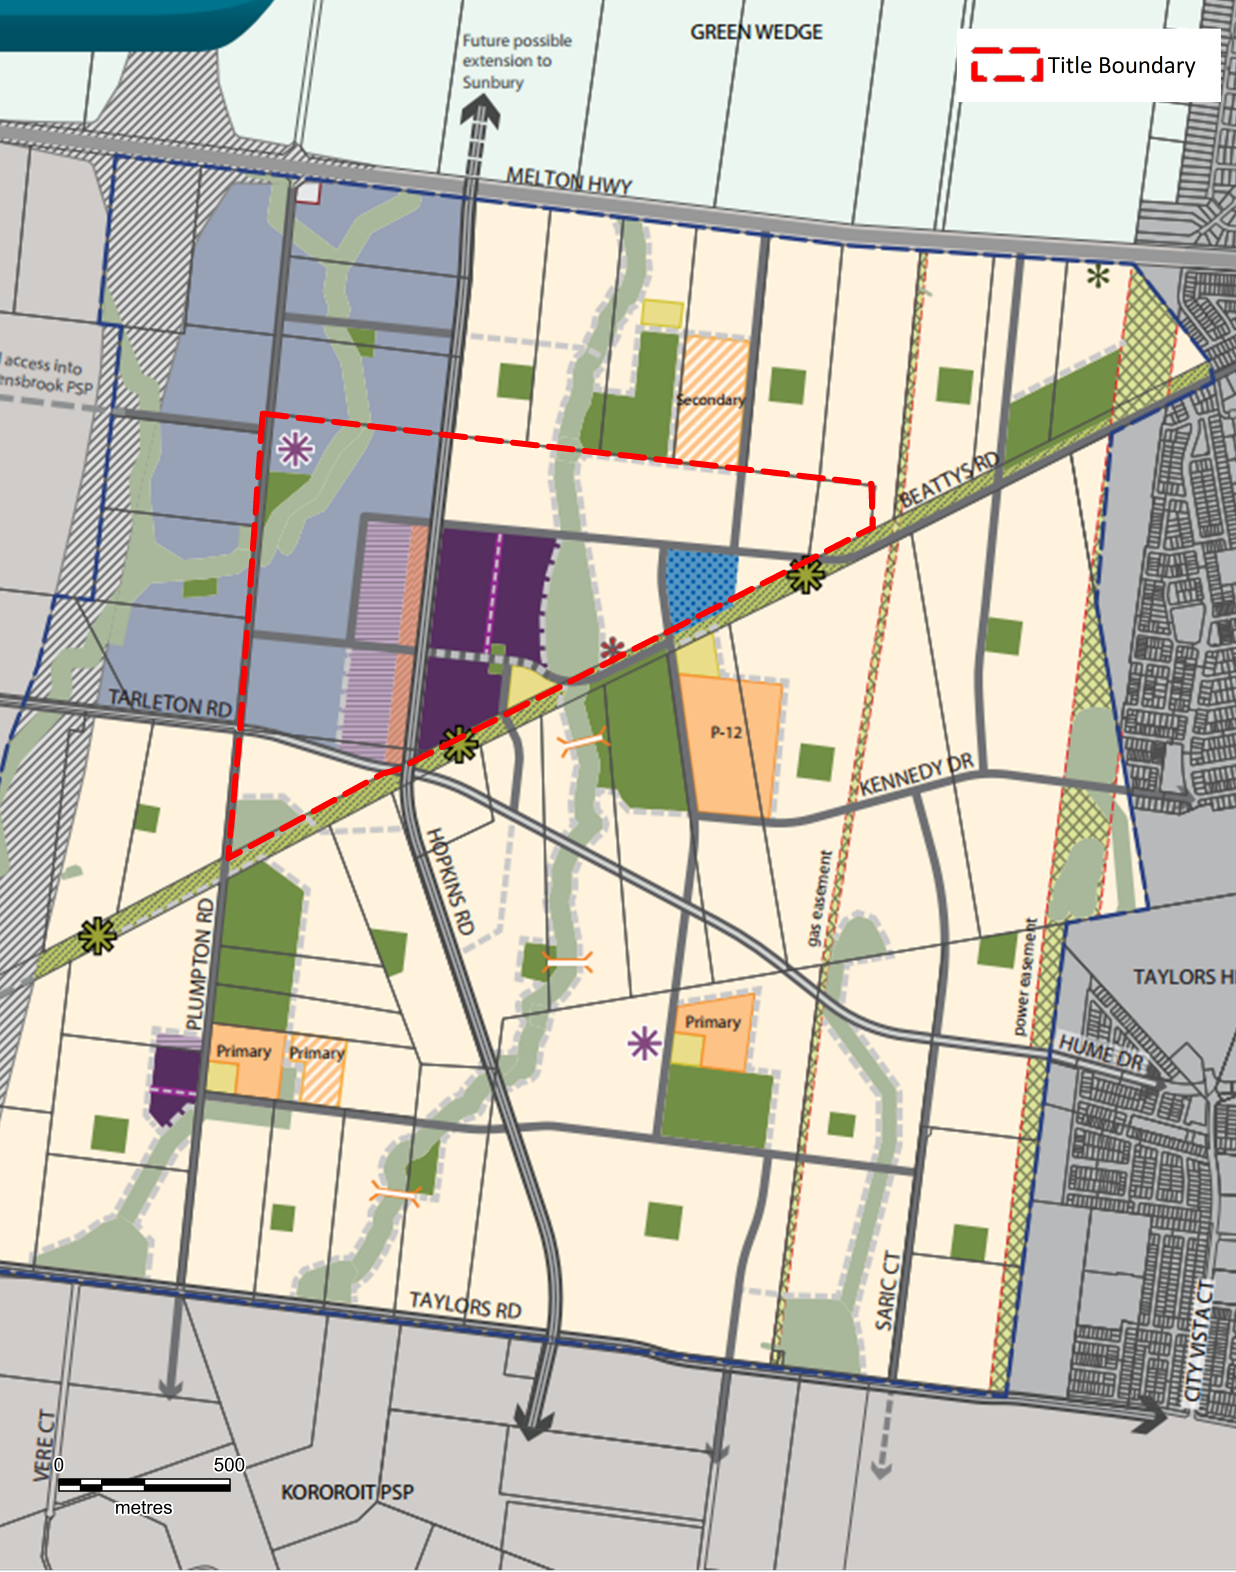 GREEN WEDGE
Future possible
extension to
Sunbury
Title Boundary
MELTON HWY
access into
ensbrook PSP
Secondary
BEATTYS RD
TARLETON RD
P-12
KENNEDY DR
HOPKINS RD
gas easement
PLUMPTON RD
power easement
TAYLORS HI
Primary
Primary
Primary
HUME DR
SARIC CT
TAYLORS RD
CITY VISTA CT
VERE CT
0 500
metres
KOROROIT PSP